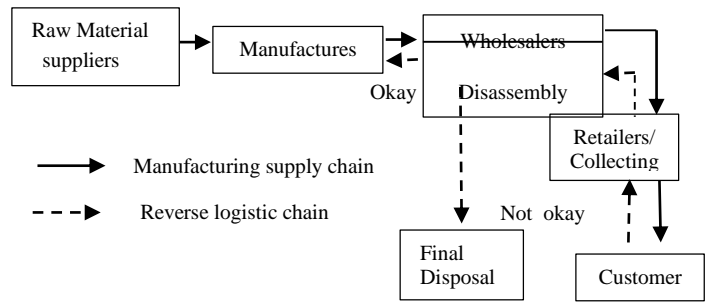 Raw Material
suppliers
Manufactures
Wholesalers
Okay
Disassembly
Retailers/
Collecting
Manufacturing supply chain
Reverse logistic chain
Not okay
Final
Disposal
Customer